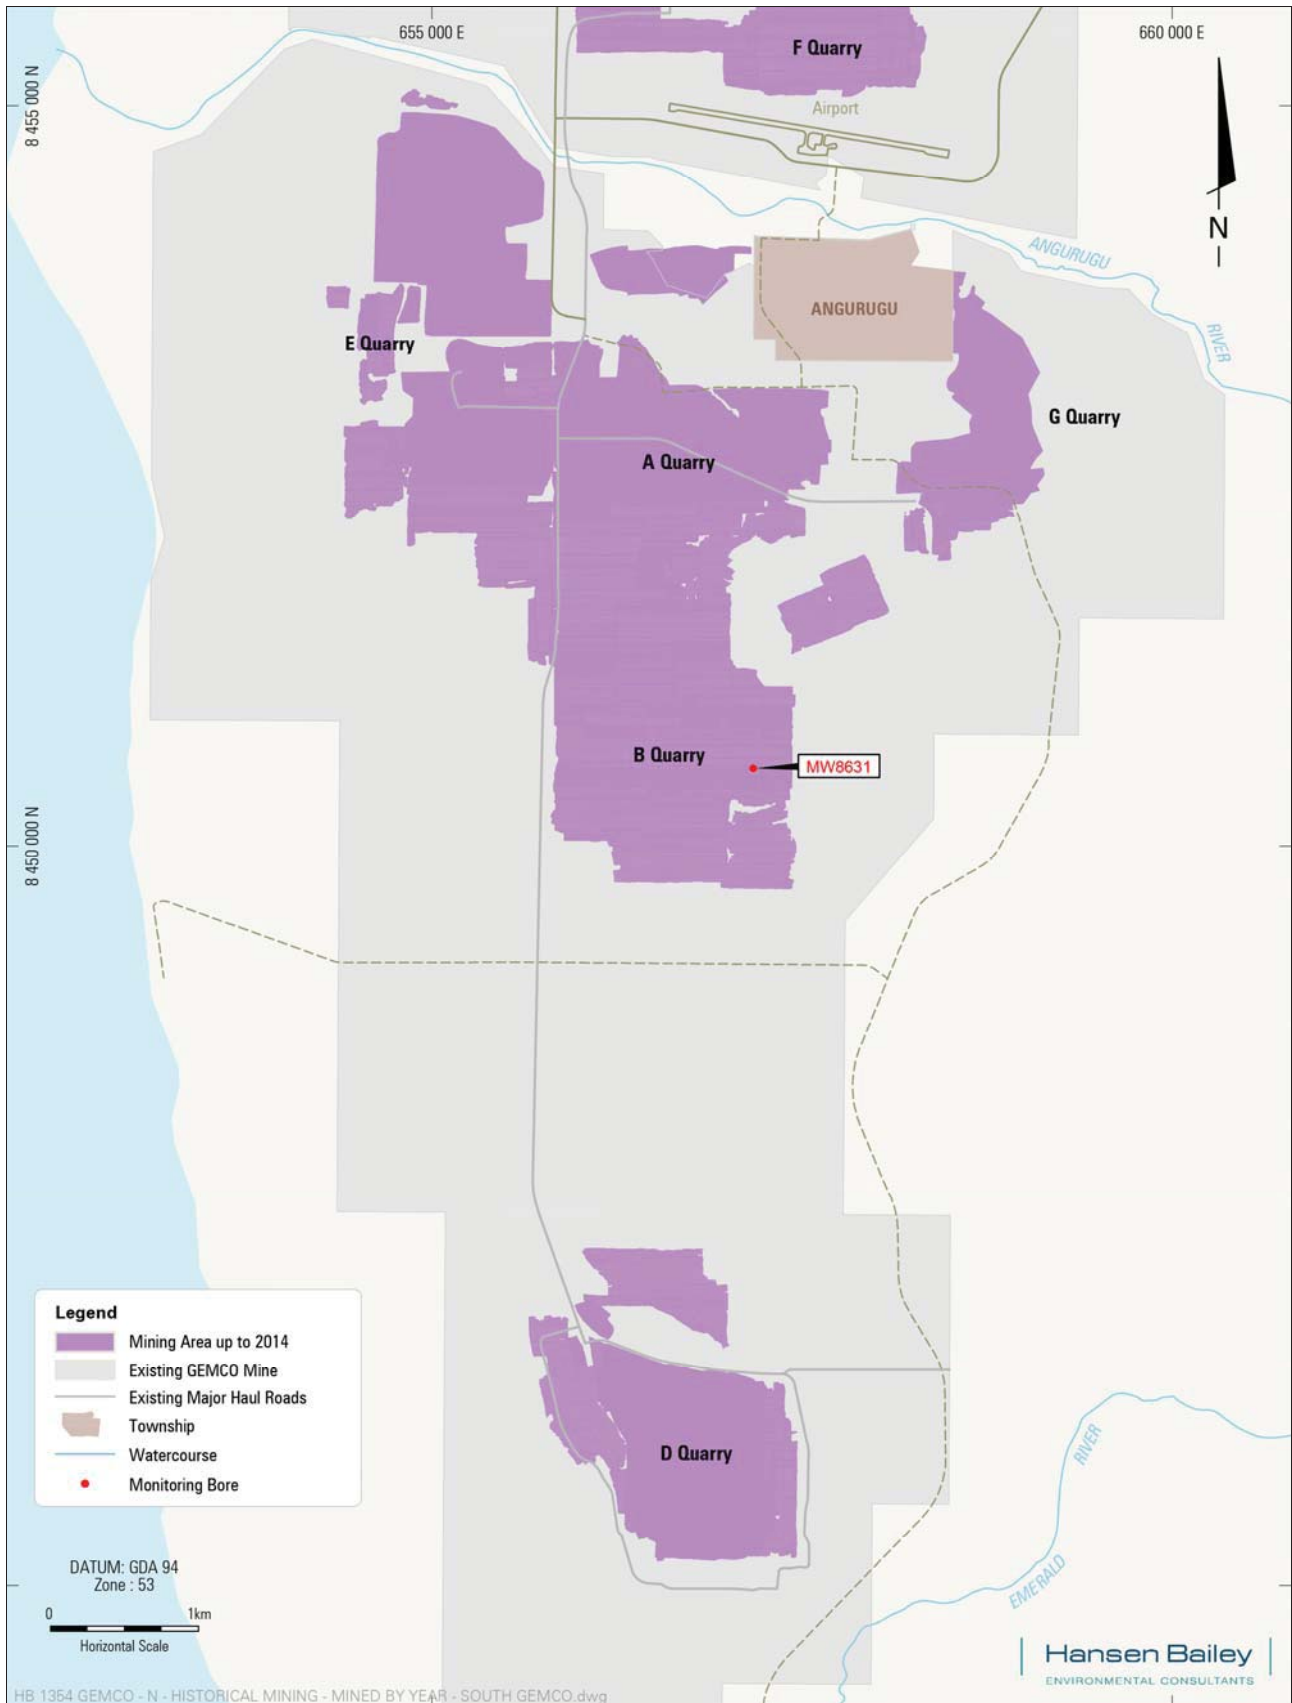 655 000 E
660 000 E
F Quarry
8 455 000 N
Airport
N
ANGURUGU
RIVER
ANGURUGU
E Quarry
G Quarry
A Quarry
B Quarry
MW8631
8 450 000 N
Legend
Mining Area up to 2014
Existing GEMCO Mine
Existing Major Haul Roads
Township
Watercourse
Monitoring Bore
D Quarry
EMERALD
RIVER
DATUM: GDA 94
Zone : 53
0 1km
Horizontal Scale
Hansen Bailey
ENVIRONMENTAL CONSULTANTS
HB 1354 GEMCO - N - HISTORICAL MINING - MINED BY YEAR - SOUTH GEMCO.dwg